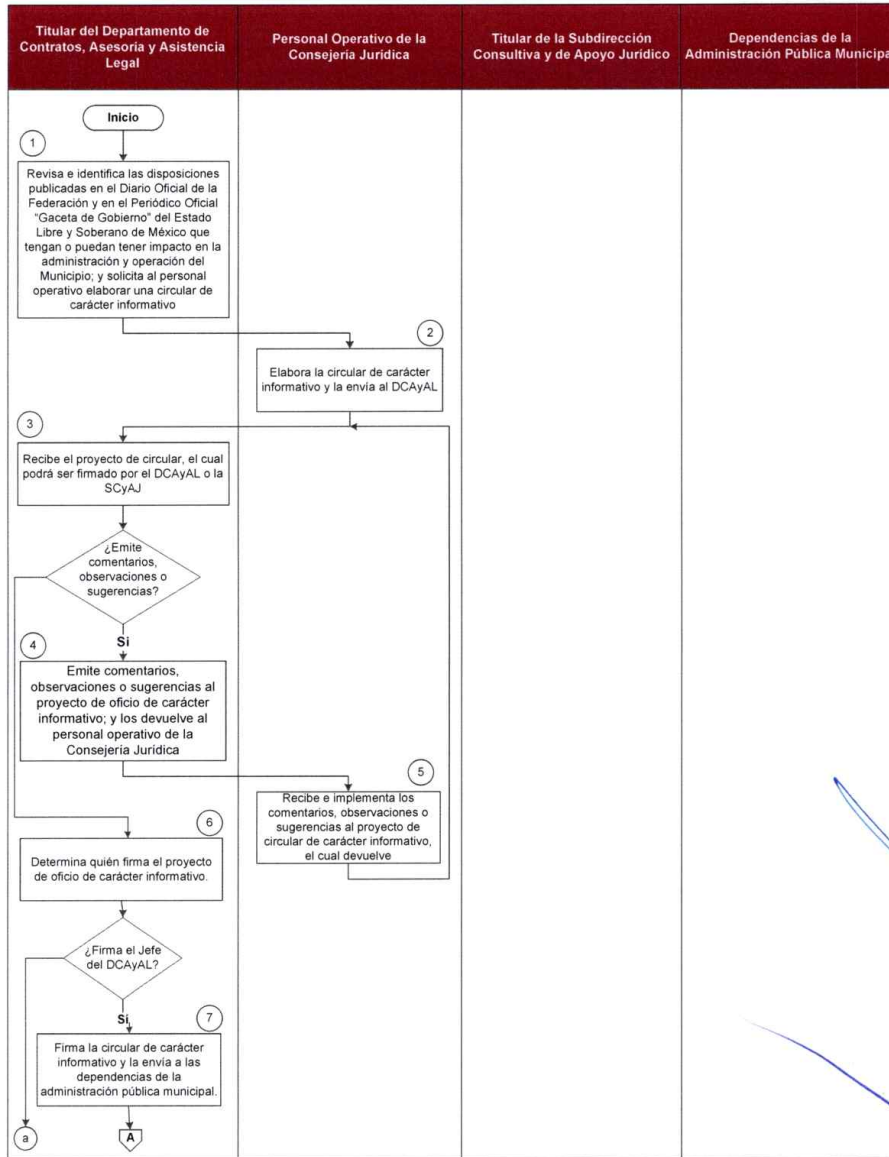 Titular del Departamento de
Contratos, Asesoría y Asistencia
Legal
Personal Operativo de la
Consejería Jurídica
Titular de la Subdirección
Consultiva y de Apoyo Jurídico
Dependencias de la
Administración Pública Municipal
Inicio
1
Revisa e identifica las disposiciones
publicadas en el Diario Oficial de la
Federación y en el Periódico Oficial
"Gaceta de Gobierno" del Estado
Libre y Soberano de México que
tengan o puedan tener impacto en la
administración y operación del
Municipio; y solicita al personal
operativo elaborar una circular de
carácter informativo
2
Elabora la circular de carácter
informativo y la envía al DCAyAL
3
Recibe el proyecto de circular, el cual
podrá ser firmado por el DCAyAL o la
SCyAJ
¿Emite
comentarios,
observaciones o
sugerencias?
Si
4
Emite comentarios,
observaciones o sugerencias al
proyecto de oficio de carácter
informativo; y los devuelve al
personal operativo de la
Consejería Jurídica
5
Recibe e implementa los
comentarios, observaciones o
sugerencias al proyecto de
circular de carácter informativo,
el cual devuelve
6
Determina quién firma el proyecto
de oficio de carácter informativo.
¿Firma el Jefe
del DCAyAL?
Si
7
Firma la circular de carácter
informativo y la envía a las
dependencias de la
administración pública municipal.
a
A